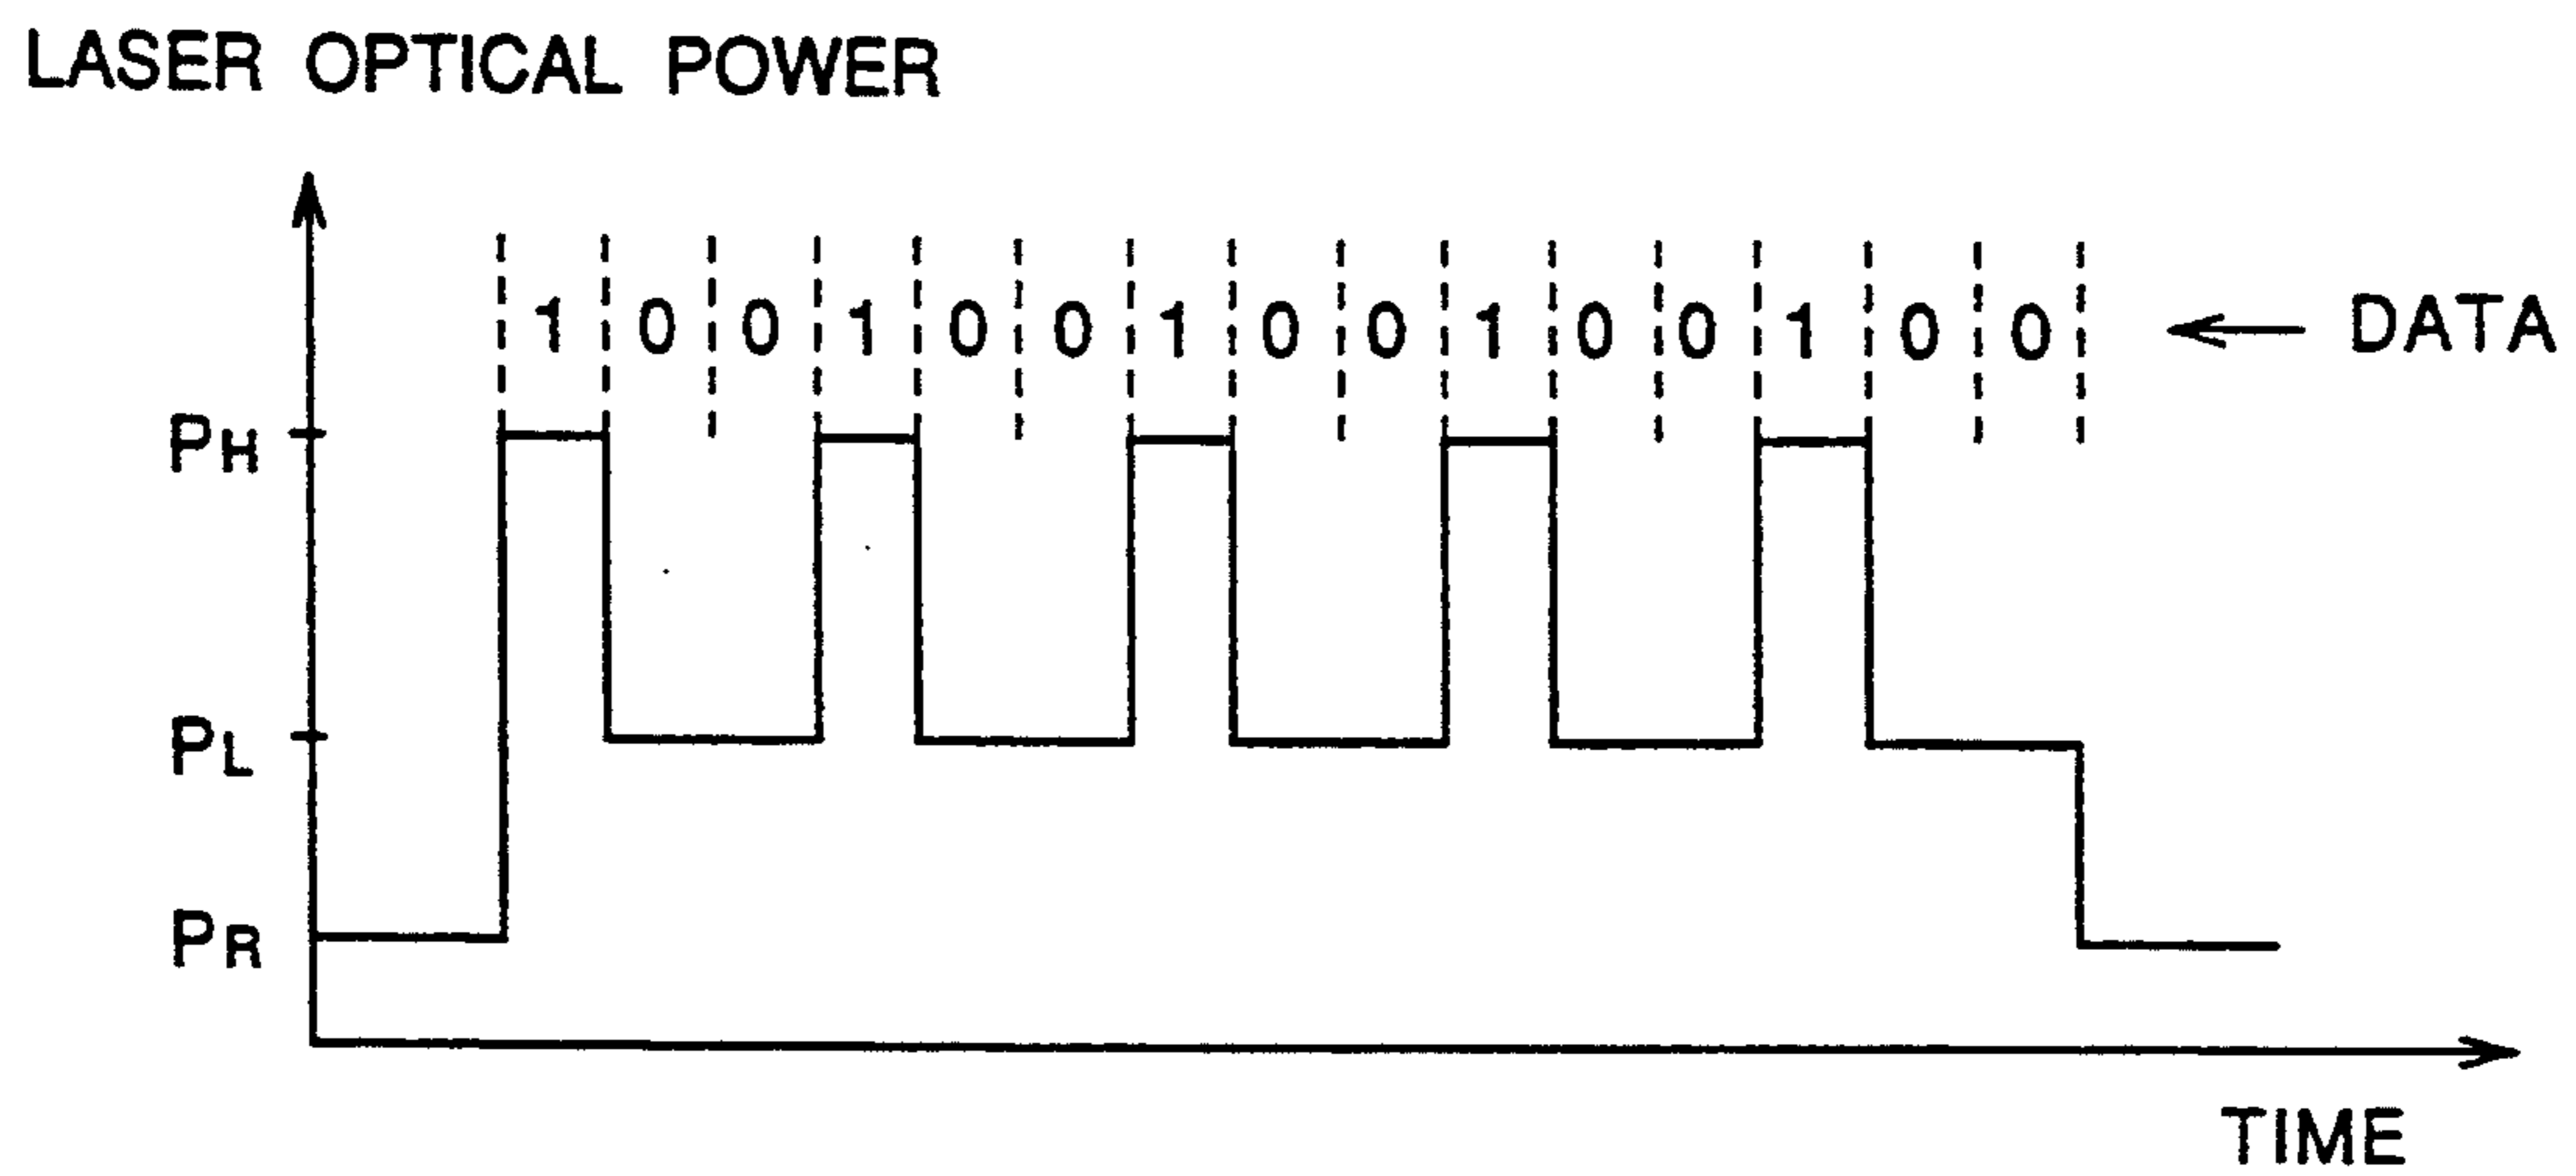 LASER OPTICAL POWER
1 0 0 1 0 0 1 0 0 1 0 0 1 0 0 ← DATA
PH
PL
PR
TIME